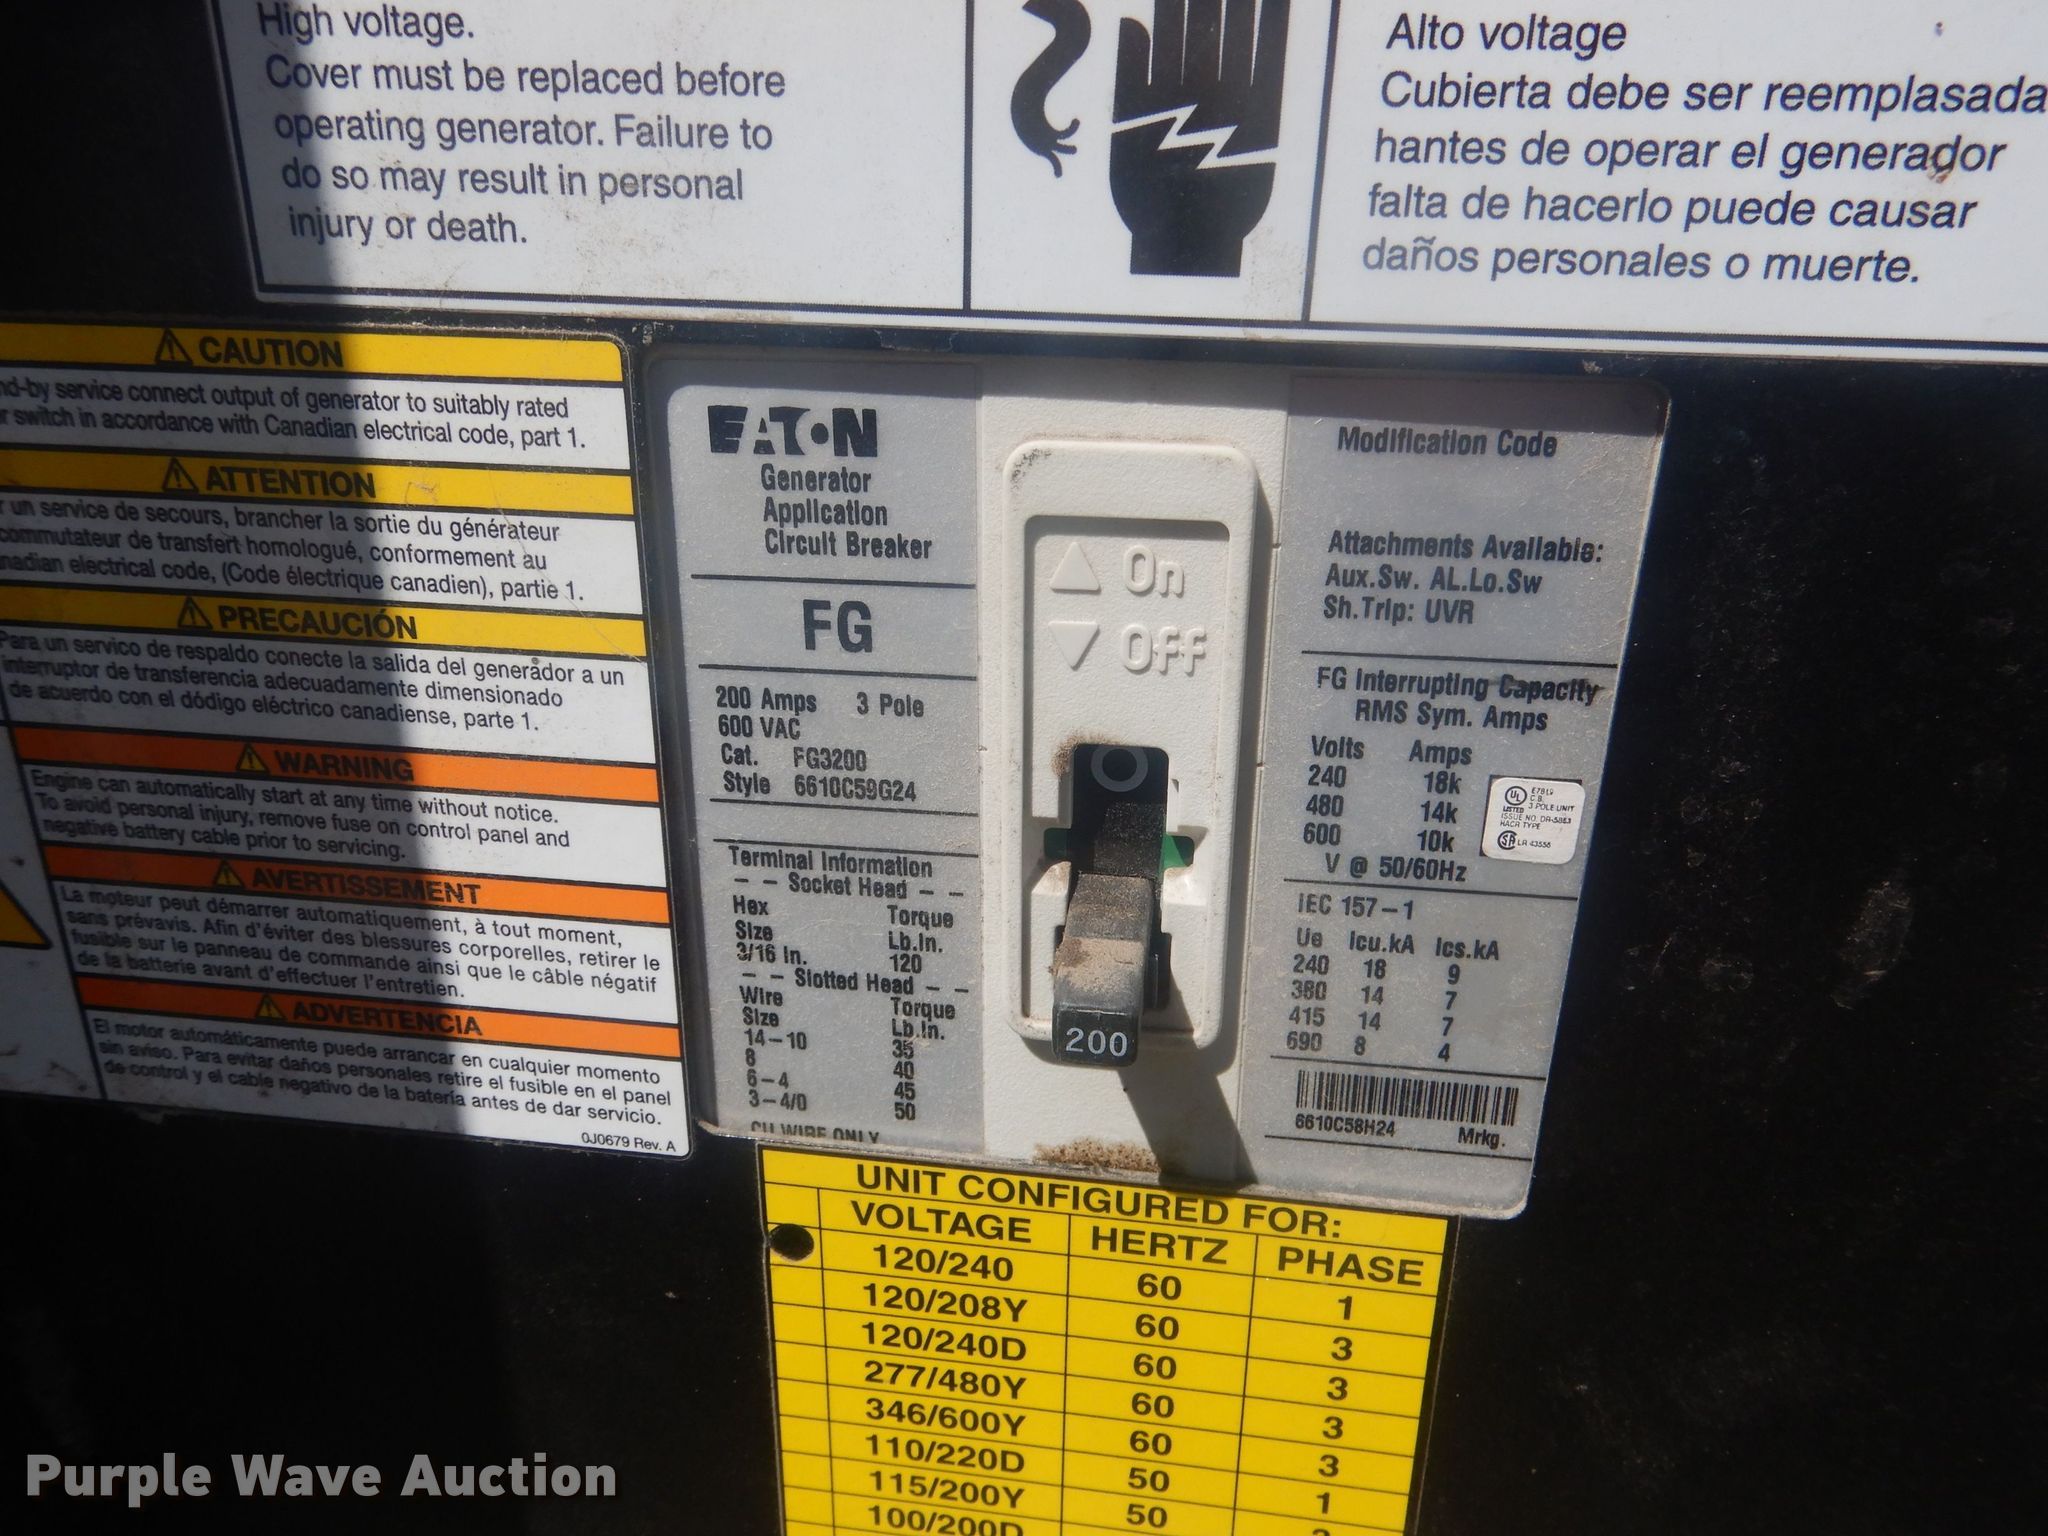 High voltage.
Cover must be replaced before
operating generator. Failure to
do so may result in personal
injury or death.
Alto voltage
Cubierta debe ser reemplasada
hantes de operar el generador
falta de hacerlo puede causar
daños personales o muerte.
CAUTION
nd-by service connect output of generator to suitably rated
r switch in accordance with Canadian electrical code, part 1.
ATTENTION
r un service de secours, brancher la sortie du générateur
commutateur de transfert homologué, conformement au
nadian electrical code, (Code électrique canadien), partie 1.
PRECAUCIÓN
Para un servico de respaldo conecte la salida del generador a un
interruptor de transferencia adecuadamente dimensionado
de acuerdo con el dódigo eléctrico canadiense, parte 1.
WARNING
Engine can automatically start at any time without notice.
To avoid personal injury, remove fuse on control panel and
negative battery cable prior to servicing.
AVERTISSEMENT
La moteur peut démarrer automatiquement, à tout moment,
sans prévavis. Afin d'éviter des blessures corporelles, retirer le
fusible sur le panneau de commande ainsi que le câble négatif
de la batterie avant d'effectuer l'entretien.
ADVERTENCIA
El motor automáticamente puede arrancar en cualquier momento
sin aviso. Para evitar daños personales retire el fusible en el panel
de control y el cable negativo de la batería antes de dar servicio.
0J0679 Rev. A
EATON
Generator
Application
Circuit Breaker
FG
200 Amps 3 Pole
600 VAC
Cat. FG3200
Style 6610C59G24
Terminal Information
-- Socket Head --
Hex Torque
Size Lb.In.
3/16 In. 120
-- Slotted Head --
Wire Torque
Size Lb.In.
14-10 35
8 40
6-4 45
3-4/0 50
CU WIRE ONLY
On
Off
200
Modification Code
Attachments Available:
Aux.Sw. AL.Lo.Sw
Sh.Trip: UVR
FG Interrupting Capacity
RMS Sym. Amps
Volts Amps
240 18k
480 14k
600 10k
V @ 50/60Hz
UL LISTED
C.B.
3 POLE UNIT
HACR TYPE
IEC 157-1
Ue Icu.kA Ics.kA
240 18 9
380 14 7
415 14 7
690 8 4
6610C58H24 Mrkg.
UNIT CONFIGURED FOR:
VOLTAGE HERTZ PHASE
120/240 60 1
120/208Y 60 3
120/240D 60 3
277/480Y 60 3
346/600Y 60 3
110/220D 50 1
115/200Y 50
100/200D
Purple Wave Auction